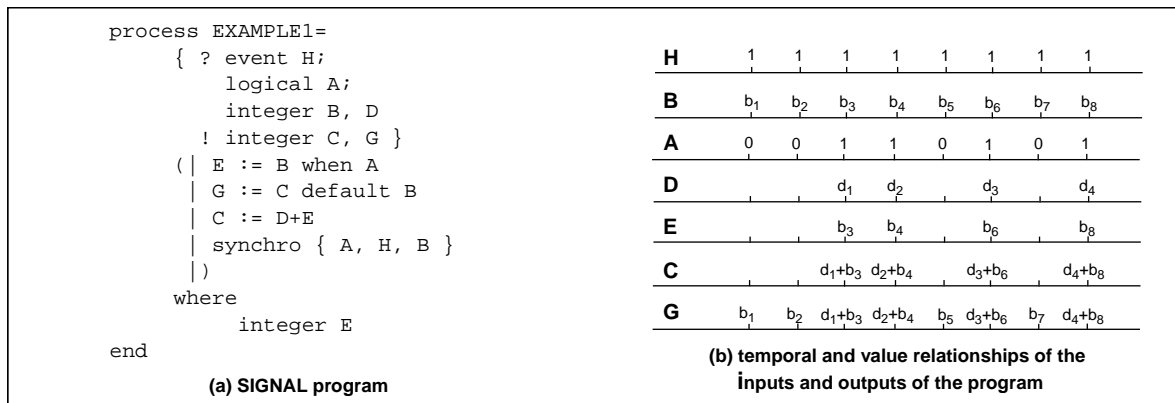 process EXAMPLE1=
{ ? event H;
logical A;
integer B, D
! integer C, G }
(| E := B when A
| G := C default B
| C := D+E
| synchro { A, H, B }
|)
where
integer E
end
(a) SIGNAL program
H 1 1 1 1 1 1 1 1
B b1 b2 b3 b4 b5 b6 b7 b8
A 0 0 1 1 0 1 0 1
D d1 d2 d3 d4
E b3 b4 b6 b8
C d1+b3 d2+b4 d3+b6 d4+b8
G b1 b2 d1+b3 d2+b4 b5 d3+b6 b7 d4+b8
(b) temporal and value relationships of the
inputs and outputs of the program